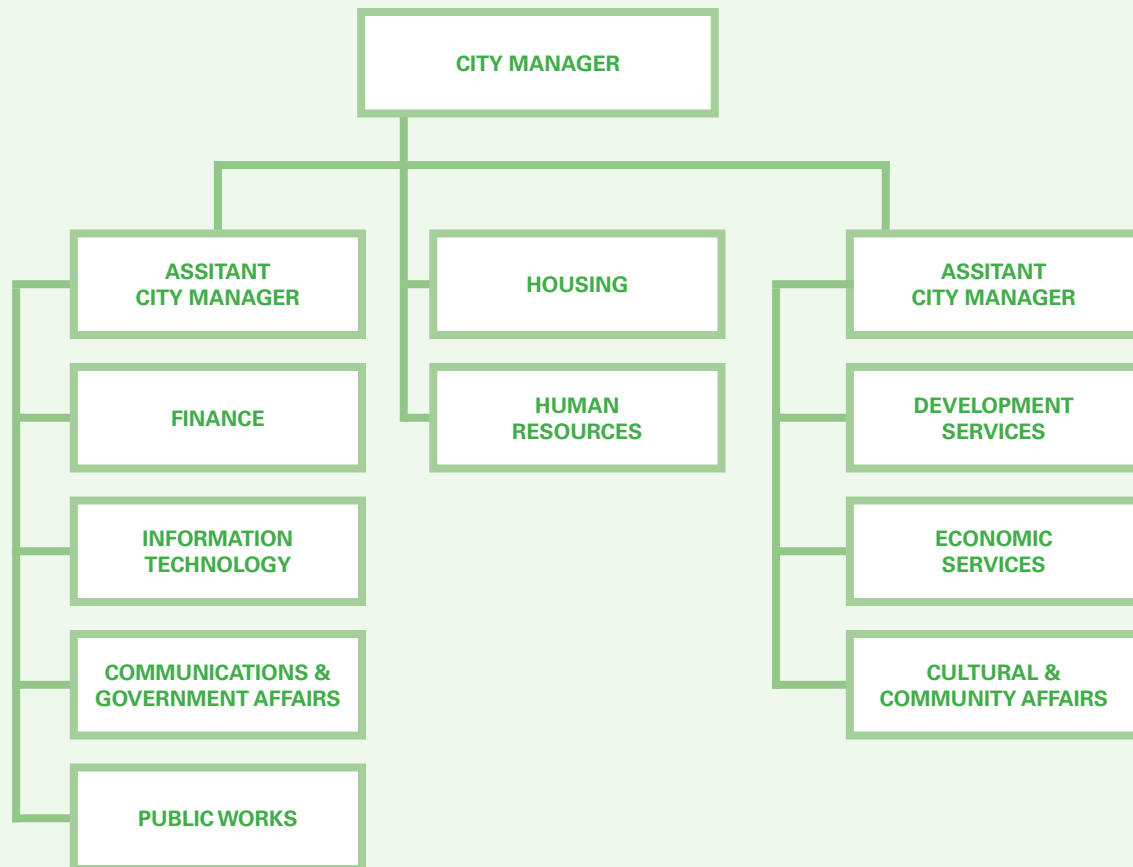 CITY MANAGER
ASSITANT
CITY MANAGER
FINANCE
INFORMATION
TECHNOLOGY
COMMUNICATIONS &
GOVERNMENT AFFAIRS
PUBLIC WORKS
HOUSING
HUMAN
RESOURCES
ASSITANT
CITY MANAGER
DEVELOPMENT
SERVICES
ECONOMIC
SERVICES
CULTURAL &
COMMUNITY AFFAIRS